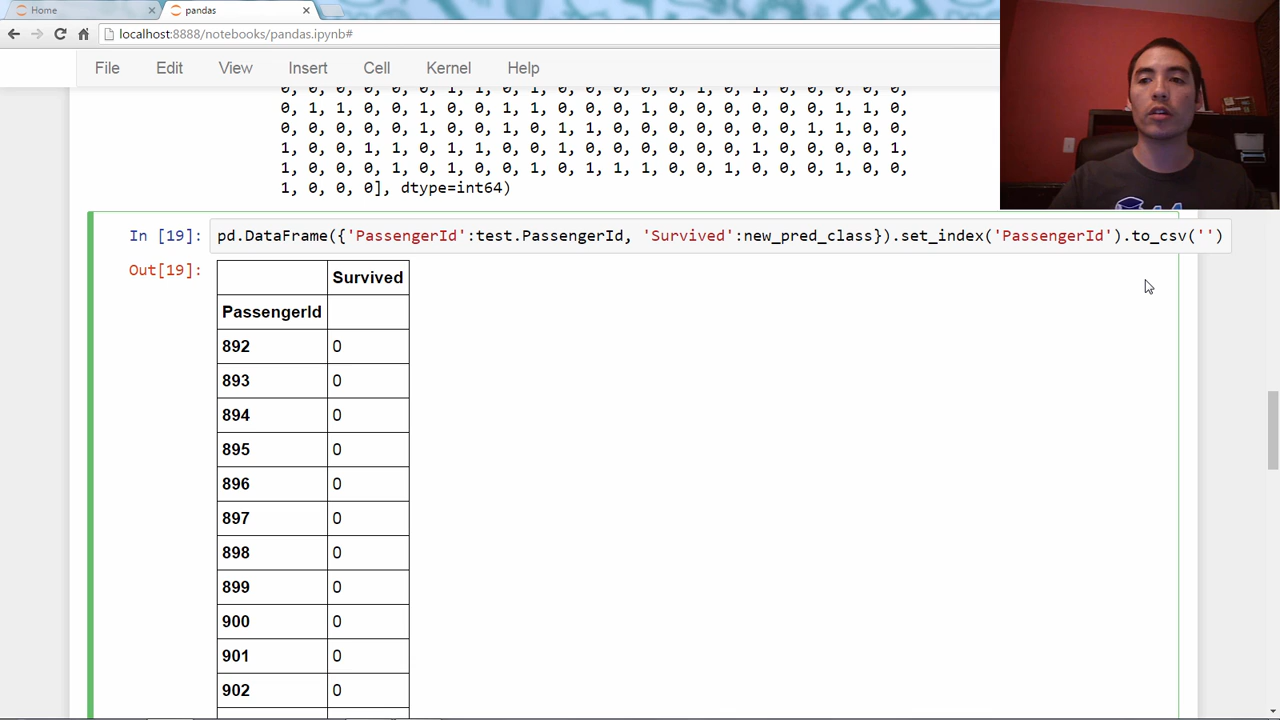 Home
pandas
localhost:8888/notebooks/pandas.ipynb#
File Edit View Insert Cell Kernel Help
0, 1, 1, 0, 0, 0, 1, 0, 0, 1, 1, 0, 0, 0, 1, 0, 0, 0, 0, 0, 1, 1, 0,
0, 0, 0, 0, 0, 1, 0, 0, 1, 0, 1, 1, 0, 0, 0, 0, 0, 0, 0, 1, 1, 0, 0,
1, 0, 0, 1, 1, 0, 1, 1, 0, 1, 0, 0, 0, 0, 0, 0, 0, 1, 0, 0, 0, 0, 1,
1, 0, 0, 0, 1, 0, 1, 0, 0, 1, 0, 1, 1, 1, 0, 0, 1, 0, 0, 0, 1, 0, 0,
1, 0, 0, 0], dtype=int64)
In [19]: pd.DataFrame({'PassengerId':test.PassengerId, 'Survived':new_pred_class}).set_index('PassengerId').to_csv('')
Out[19]:
Survived
PassengerId
892 0
893 0
894 0
895 0
896 0
897 0
898 0
899 0
900 0
901 0
902 0